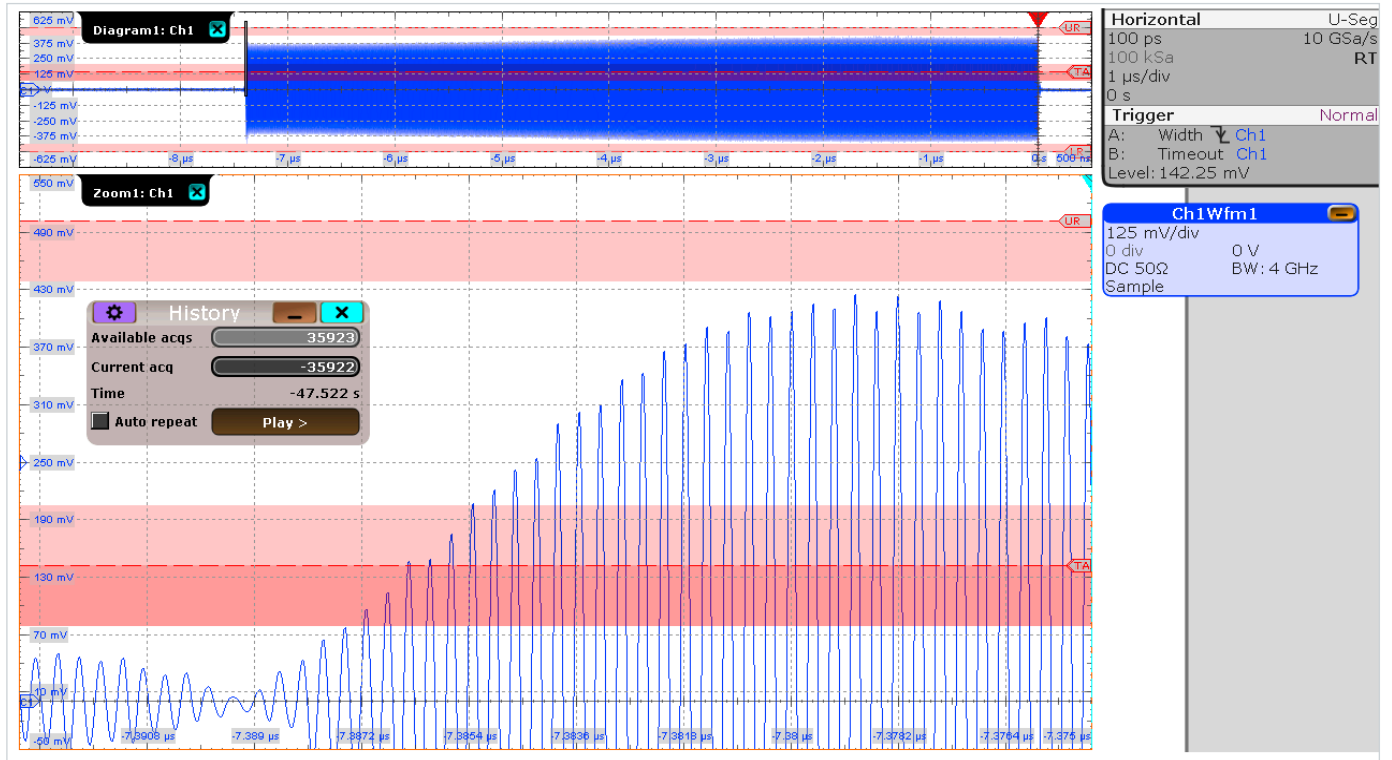 625 mV
Diagram1: Ch1
UR
375 mV
250 mV
125 mV
TA
C1 V
-125 mV
-250 mV
-375 mV
LR
-625 mV
-8 µs -7 µs -6 µs -5 µs -4 µs -3 µs -2 µs -1 µs 0 s 500 ns
550 mV
Zoom1: Ch1
UR
490 mV
430 mV
History
Available acqs 35923
370 mV
Current acq -35922
Time -47.522 s
310 mV
Auto repeat Play >
250 mV
190 mV
TA
130 mV
70 mV
10 mV
C1
-50 mV
-7.3908 µs -7.389 µs -7.3872 µs -7.3854 µs -7.3836 µs -7.3818 µs -7.38 µs -7.3782 µs -7.3764 µs -7.375 µs
Horizontal U-Seg
100 ps 10 GSa/s
100 kSa RT
1 µs/div
0 s
Trigger Normal
A: Width Ch1
B: Timeout Ch1
Level: 142.25 mV
Ch1Wfm1
125 mV/div
0 div 0 V
DC 50Ω BW: 4 GHz
Sample